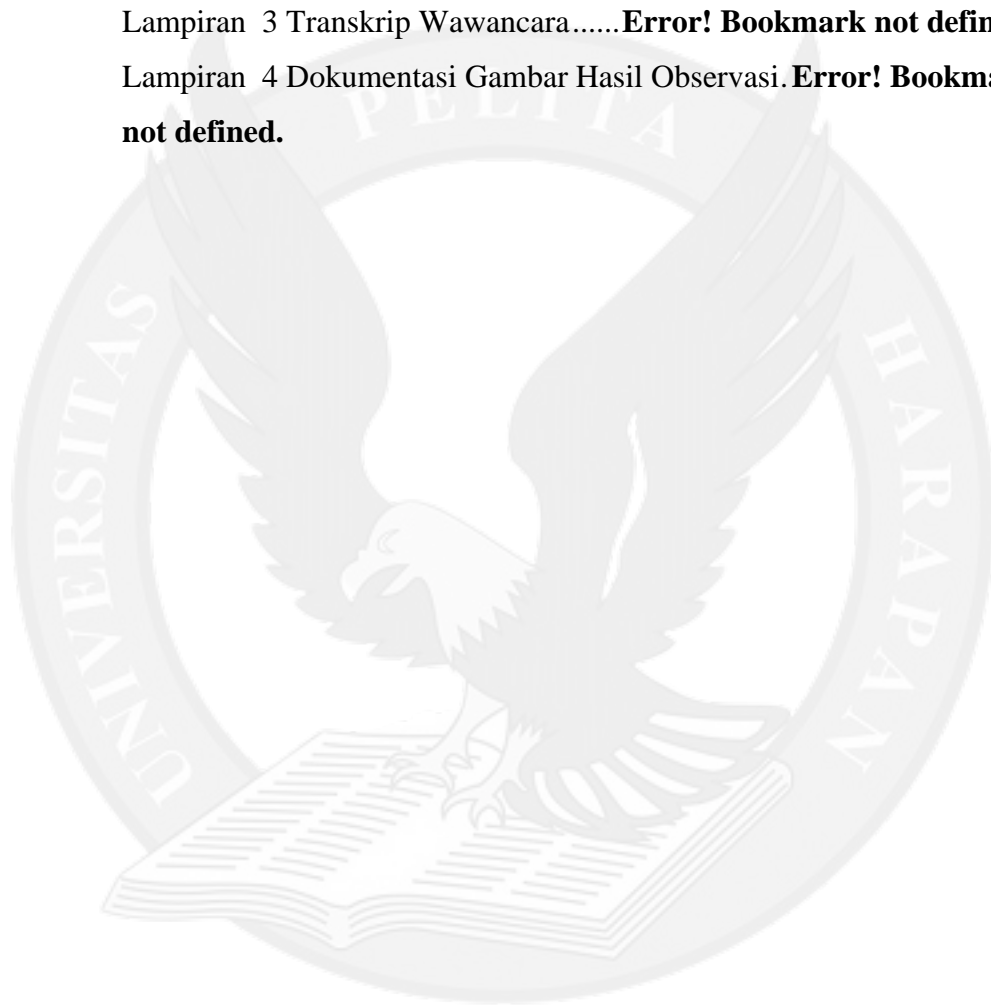 Lampiran  3 Transkrip Wawancara......Error! Bookmark not defin
Lampiran  4 Dokumentasi Gambar Hasil Observasi.Error! Bookma
not defined.
UNIVERSITAS PELITA HARAPAN